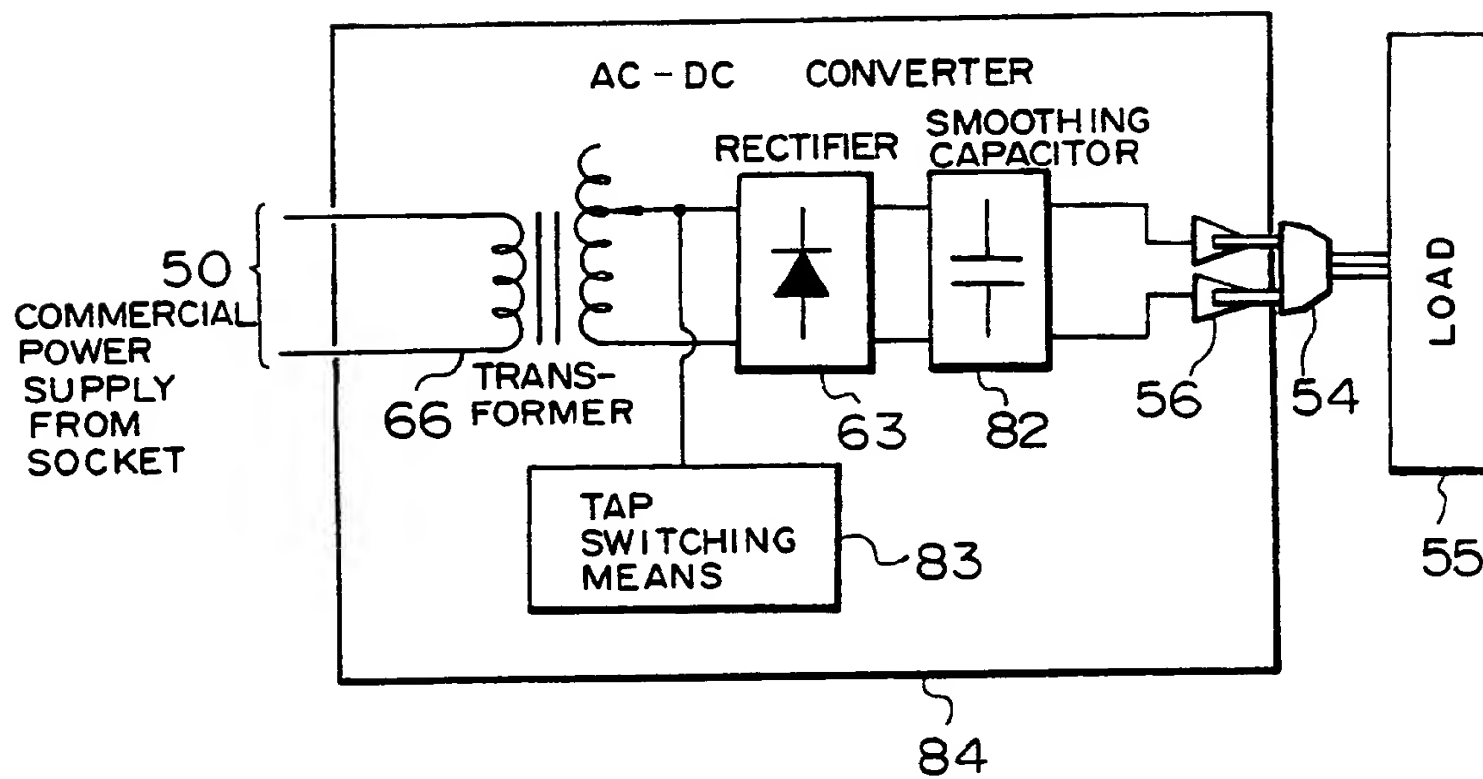 AC - DC CONVERTER
RECTIFIER
SMOOTHING
CAPACITOR
50
COMMERCIAL
POWER
SUPPLY
FROM
SOCKET
66
TRANS-
FORMER
63
82
56
54
LOAD
55
TAP
SWITCHING
MEANS
83
84